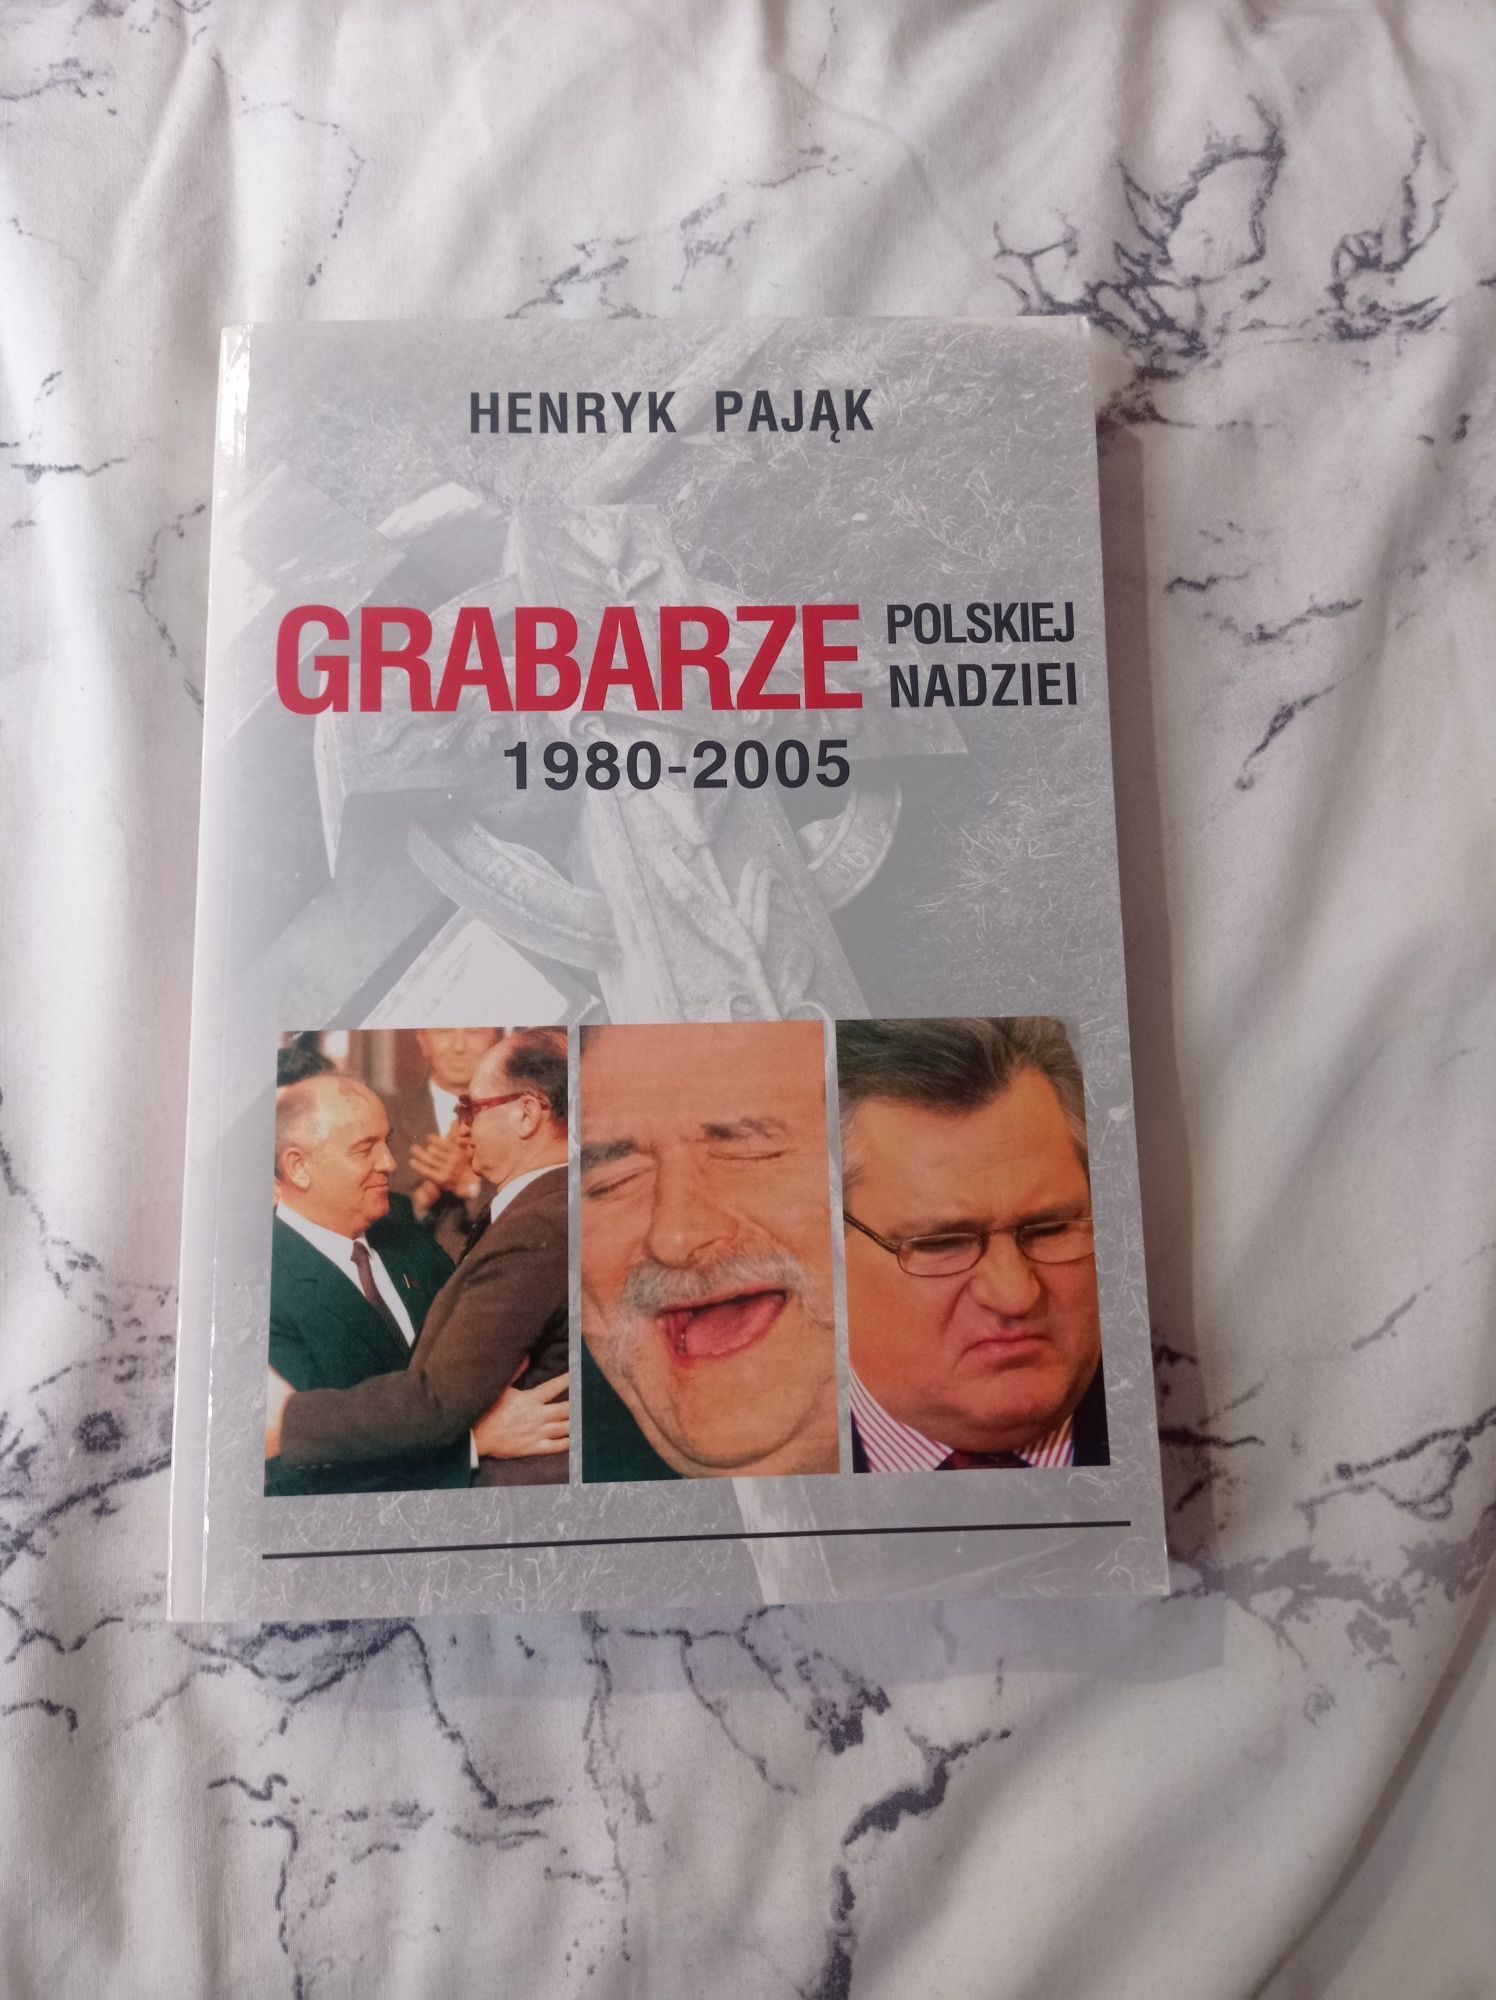 HENRYK PAJĄK
GRABARZE POLSKIEJ
NADZIEI
1980-2005